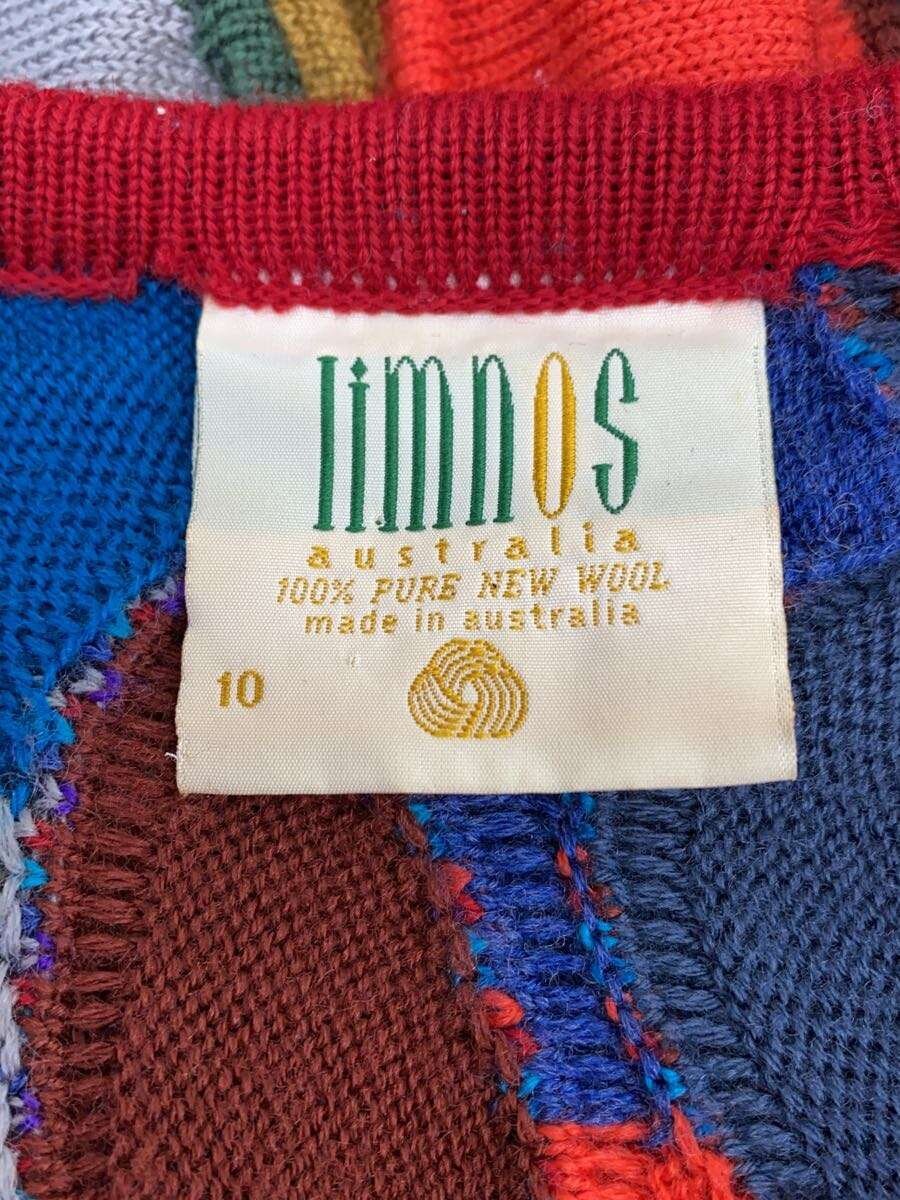 limnos
australia
100% PURE NEW WOOL
made in australia
10